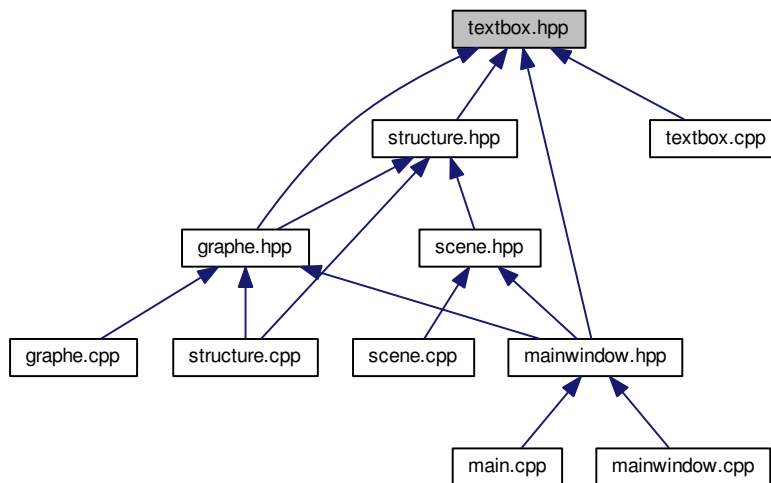 textbox.hpp
structure.hpp
textbox.cpp
graphe.hpp
scene.hpp
graphe.cpp
structure.cpp
scene.cpp
mainwindow.hpp
main.cpp
mainwindow.cpp